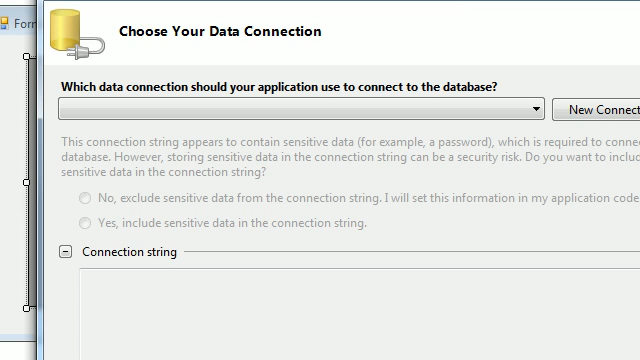 Form
Choose Your Data Connection
Which data connection should your application use to connect to the database?
New Connect
This connection string appears to contain sensitive data (for example, a password), which is required to conne
database. However, storing sensitive data in the connection string can be a security risk. Do you want to inclu
sensitive data in the connection string?
No, exclude sensitive data from the connection string. I will set this information in my application code
Yes, include sensitive data in the connection string.
Connection string